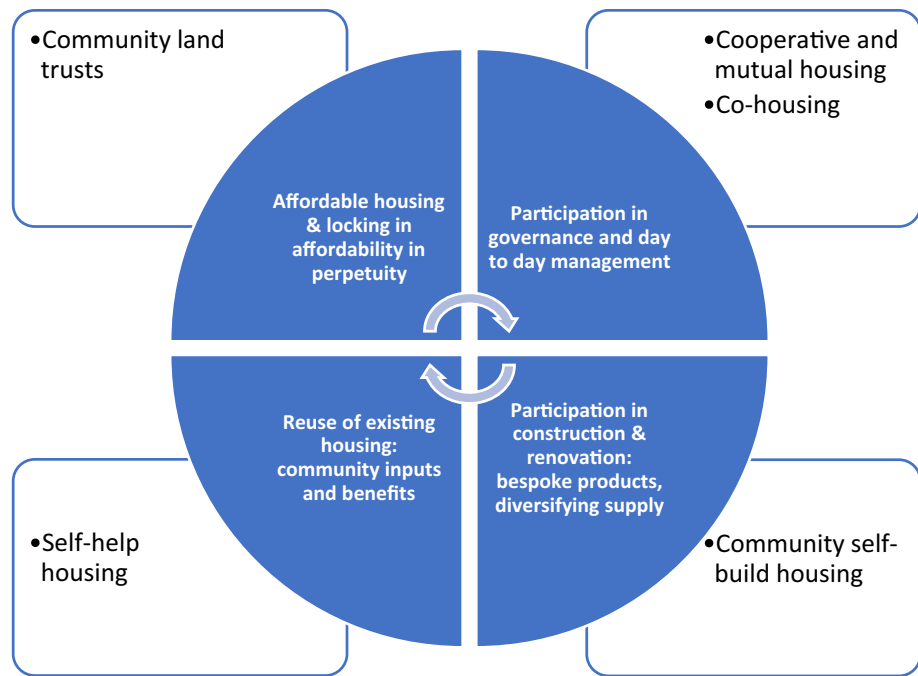 •Community land
trusts
•Cooperative and
mutual housing
•Co-housing
Affordable housing
& locking in
affordability in
perpetuity
Participation in
governance and day
to day management
Reuse of existing
housing:
community inputs
and benefits
Participation in
construction &
renovation:
bespoke products,
diversifying supply
•Self-help
housing
•Community self-
build housing